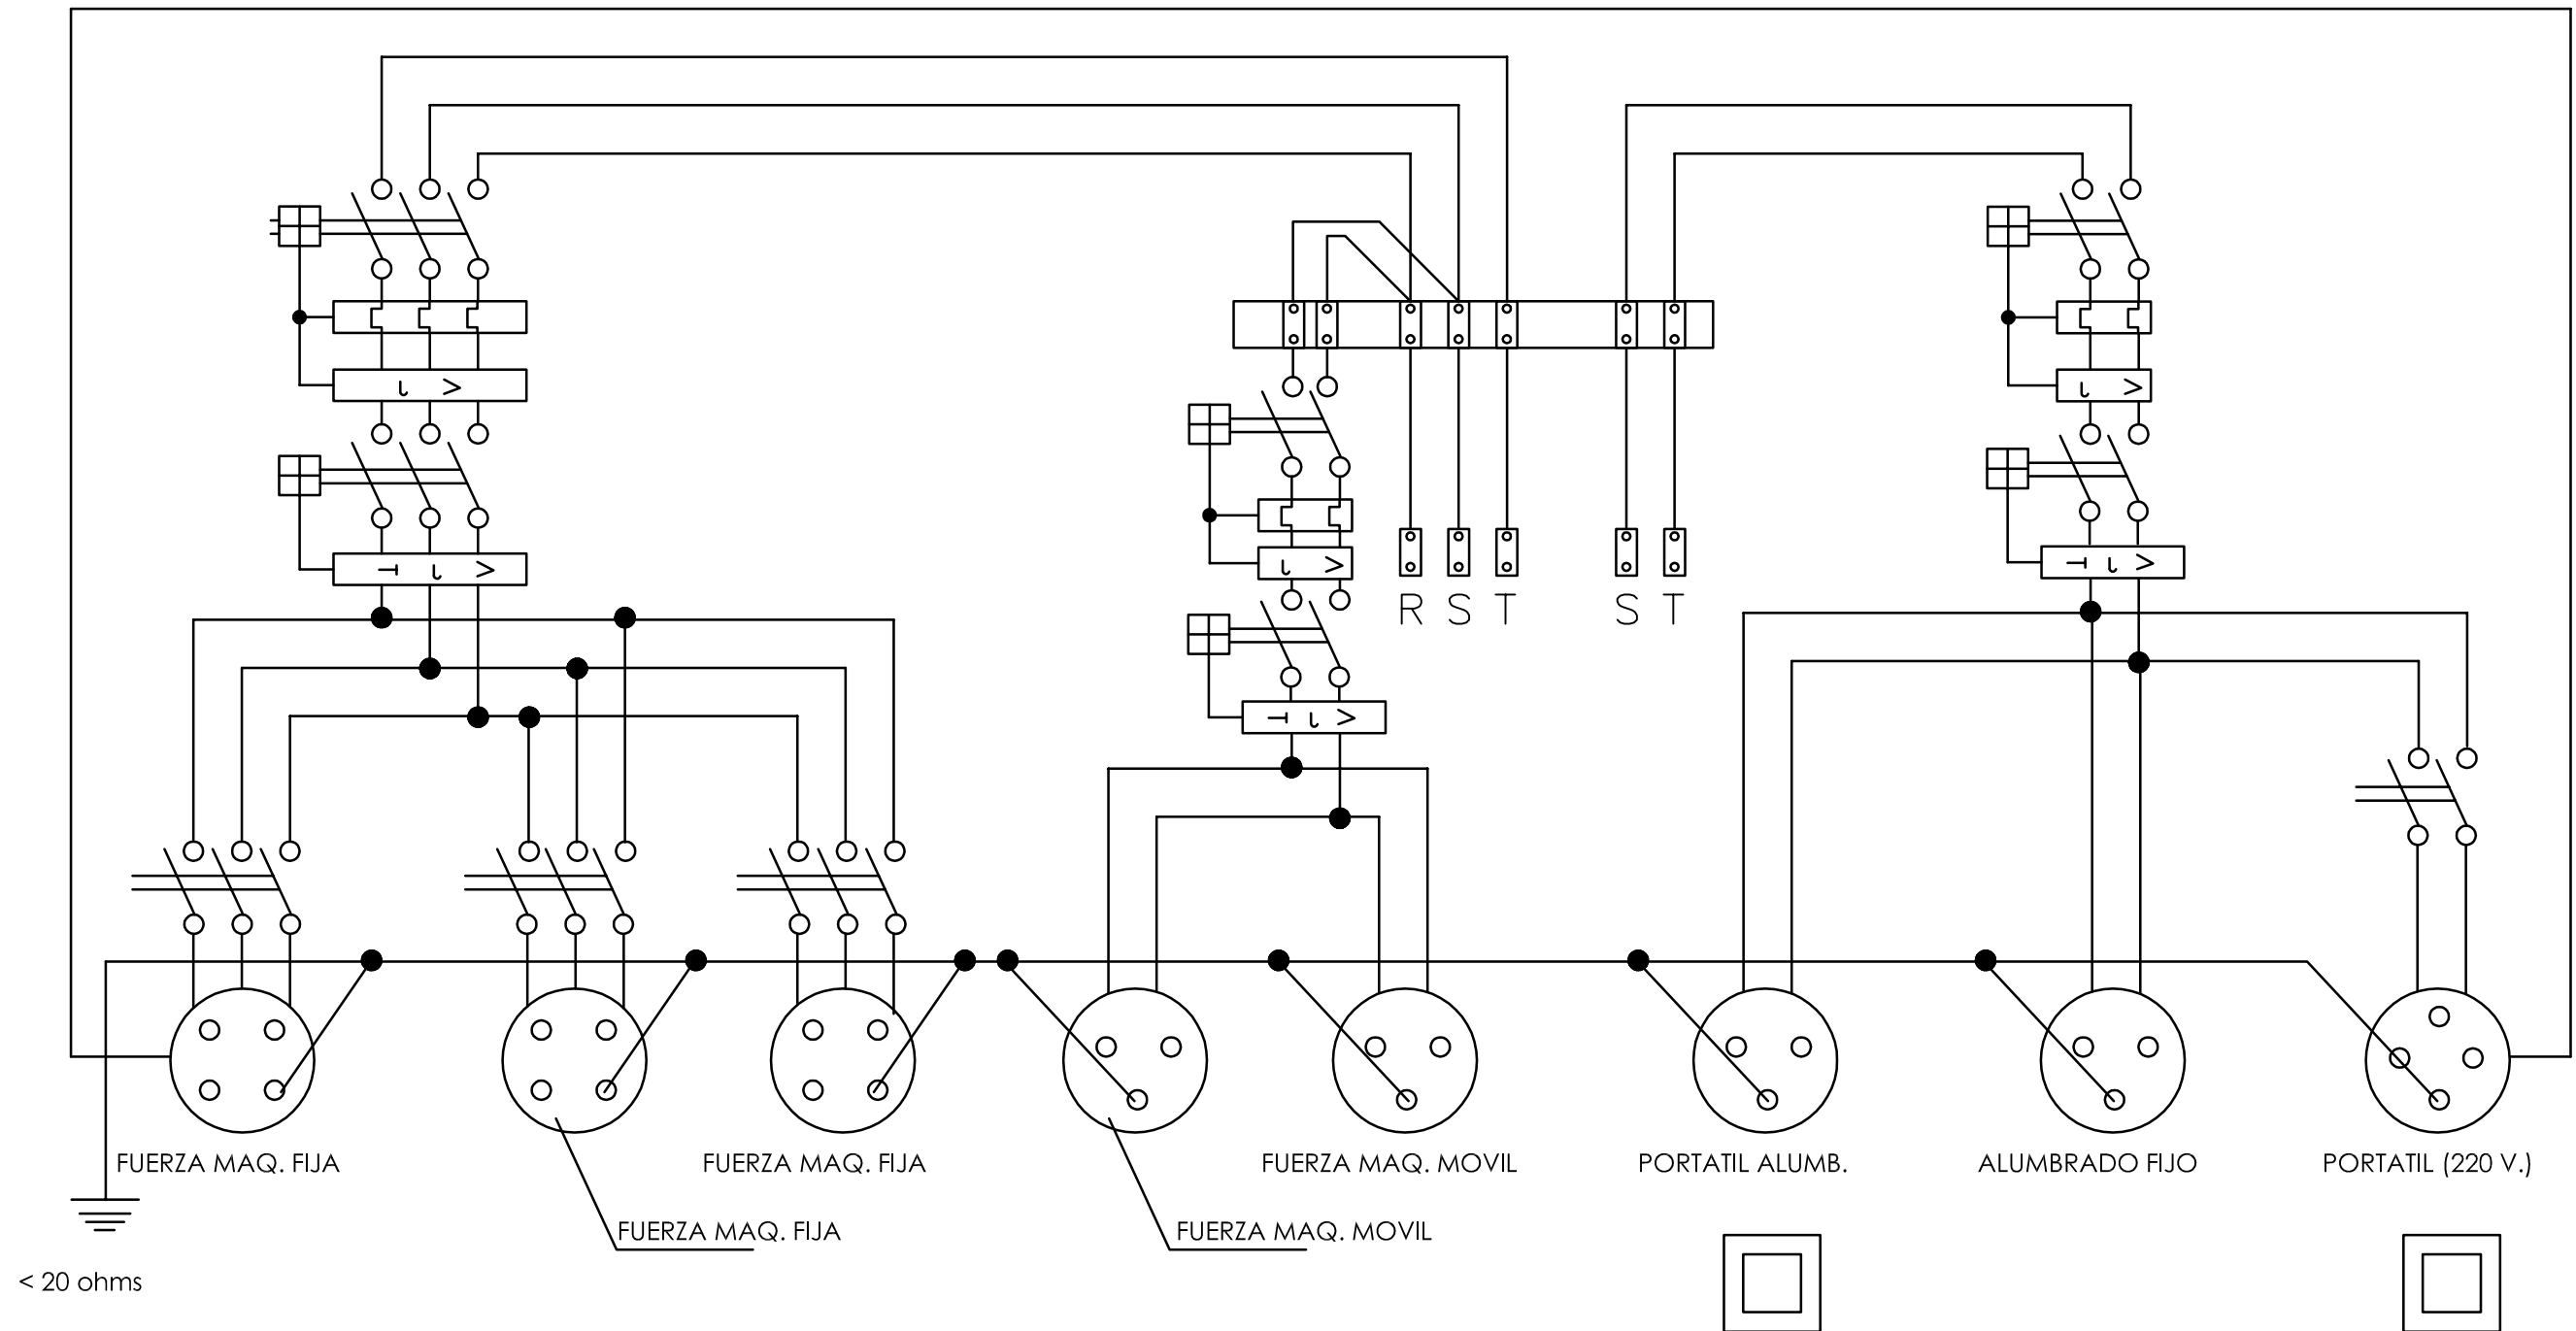 R S T S T
FUERZA MAQ. FIJA
FUERZA MAQ. FIJA
FUERZA MAQ. MOVIL
PORTATIL ALUMB.
ALUMBRADO FIJO
PORTATIL (220 V.)
FUERZA MAQ. FIJA
FUERZA MAQ. MOVIL
< 20 ohms